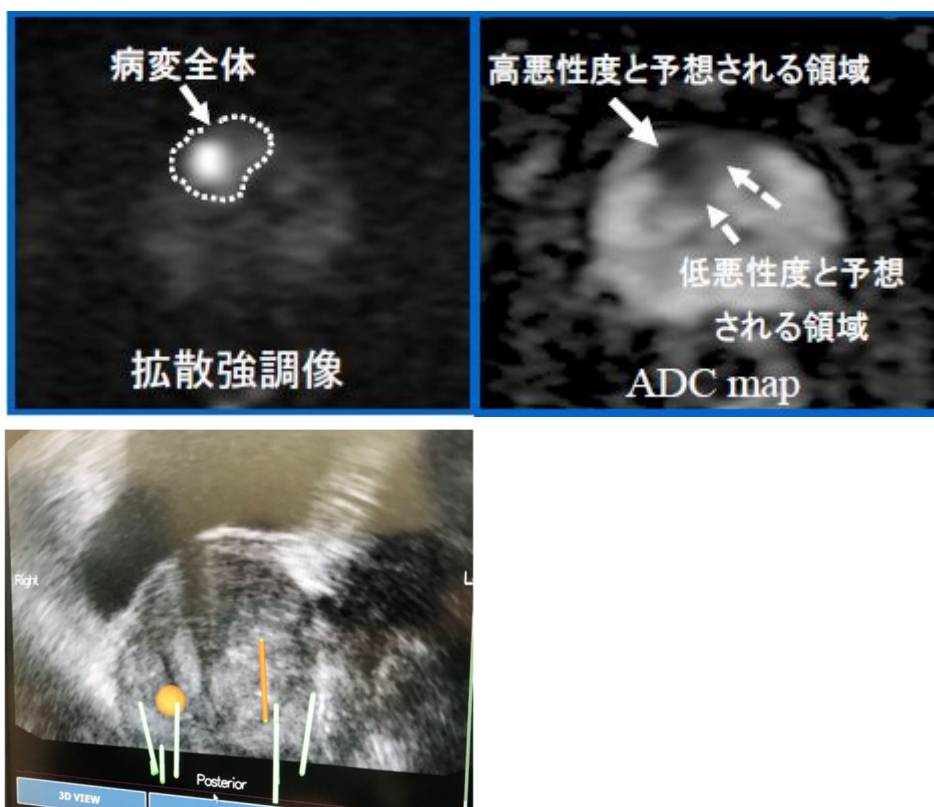 病変全体
拡散強調像
高悪性度と予想される領域
低悪性度と予想
される領域
ADC map
Right
L
Posterior
3D VIEW